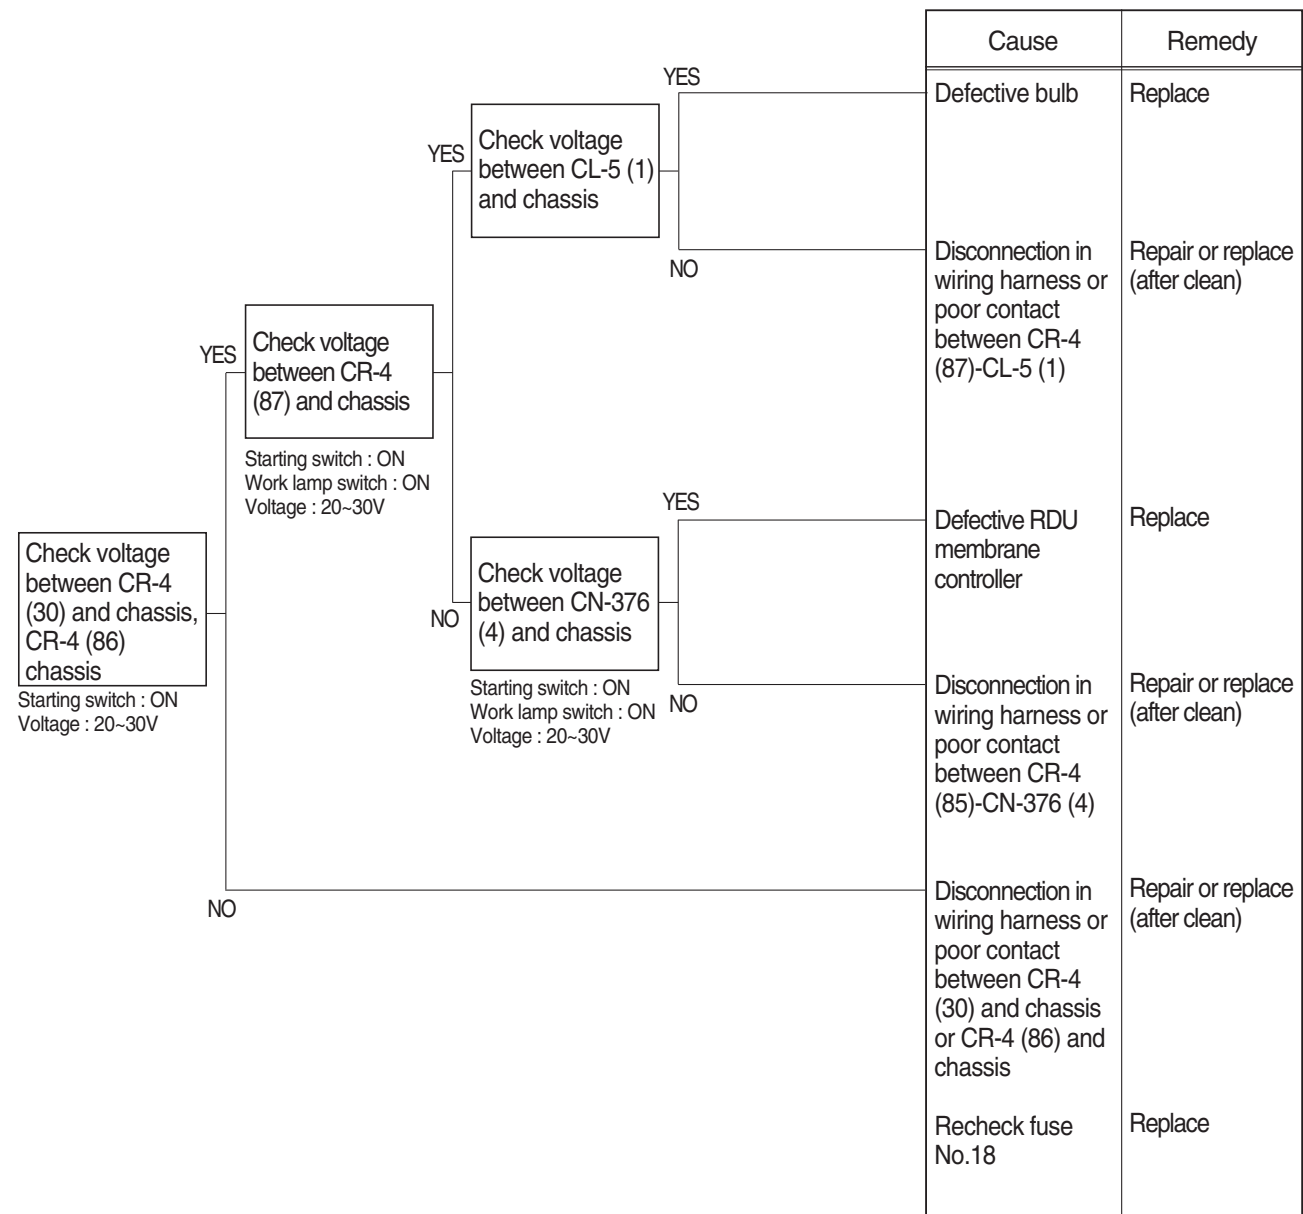 Cause
Remedy
YES
Defective bulb
Replace
YES
Check voltage
between CL-5 (1)
and chassis
NO
Disconnection in
wiring harness or
poor contact
between CR-4
(87)-CL-5 (1)
Repair or replace
(after clean)
YES
Check voltage
between CR-4
(87) and chassis
Starting switch : ON
Work lamp switch : ON
Voltage : 20~30V
YES
Defective RDU
membrane
controller
Replace
Check voltage
between CR-4
(30) and chassis,
CR-4 (86)
chassis
Starting switch : ON
Voltage : 20~30V
NO
Check voltage
between CN-376
(4) and chassis
Starting switch : ON
Work lamp switch : ON
Voltage : 20~30V
NO
Disconnection in
wiring harness or
poor contact
between CR-4
(85)-CN-376 (4)
Repair or replace
(after clean)
NO
Disconnection in
wiring harness or
poor contact
between CR-4
(30) and chassis
or CR-4 (86) and
chassis
Repair or replace
(after clean)
Recheck fuse
No.18
Replace